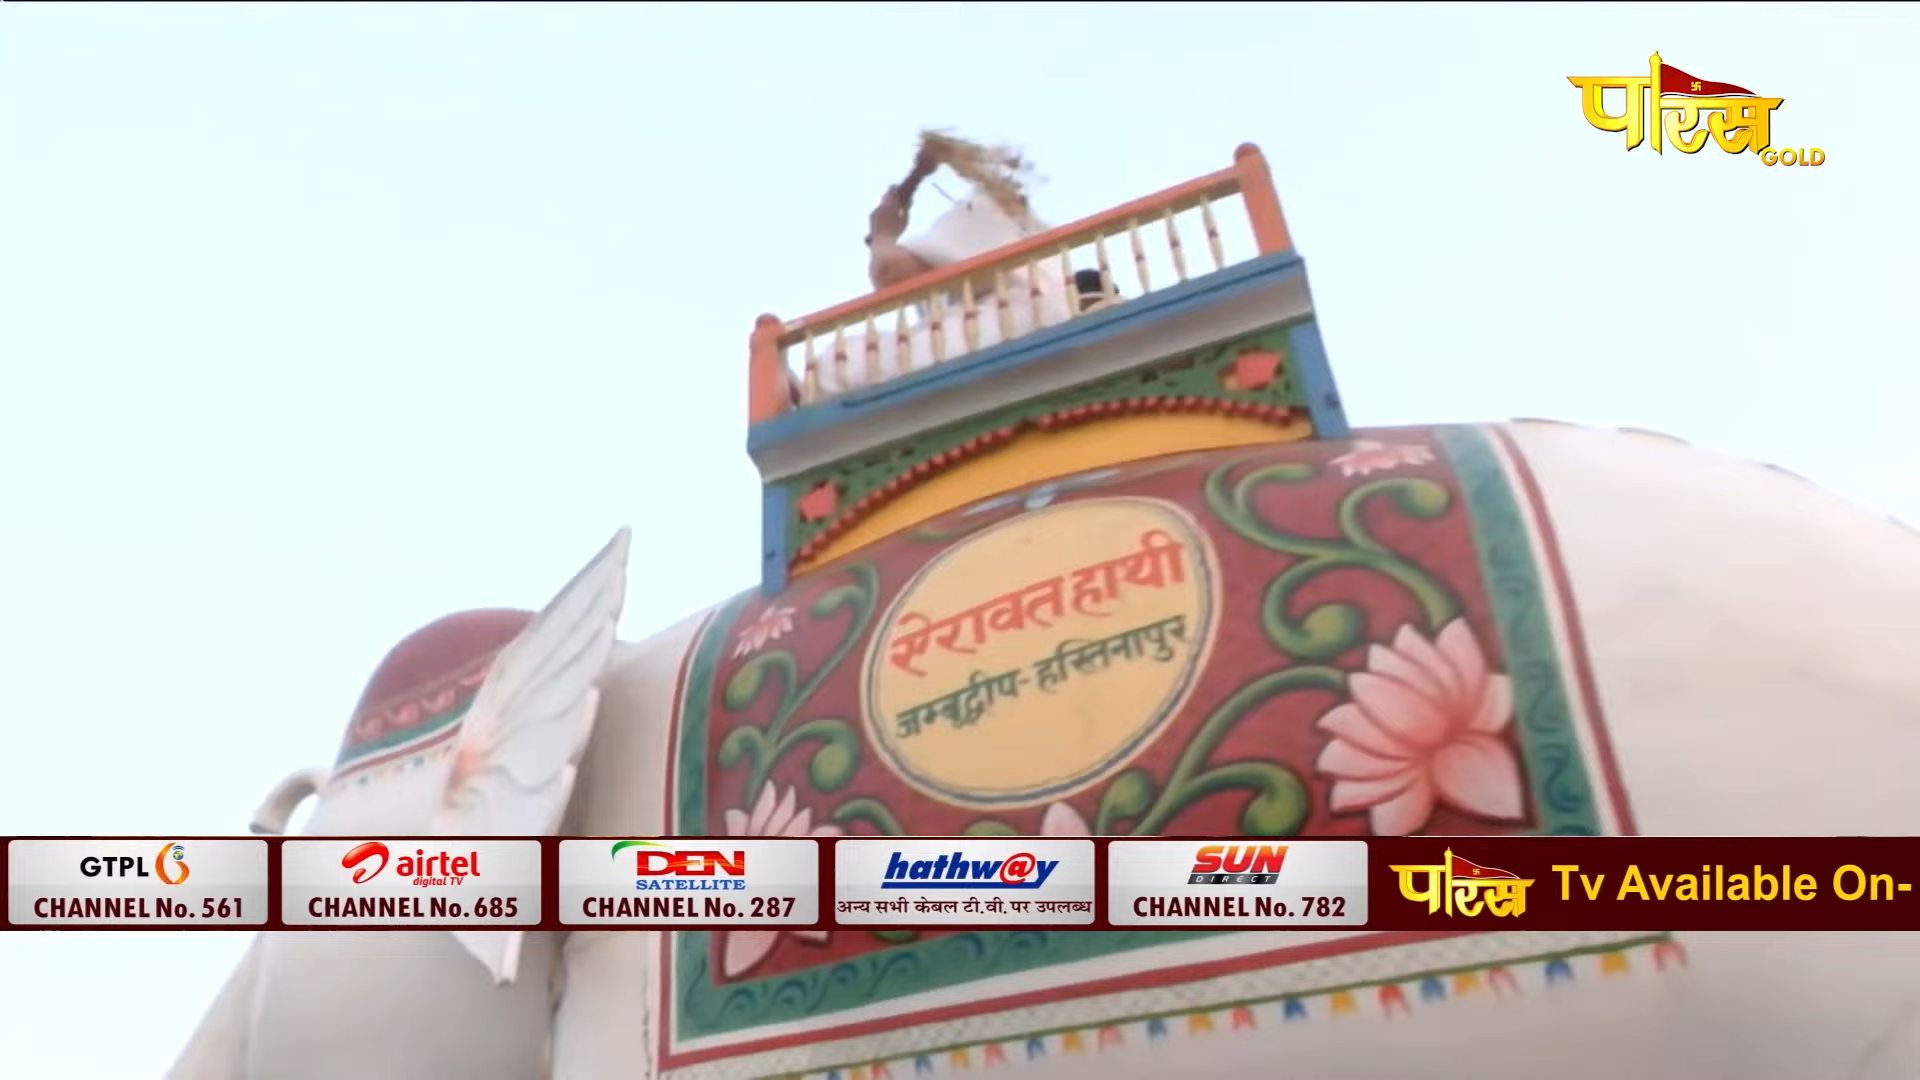 पारस
GOLD
ऐरावत हाथी
जम्बूद्वीप-हस्तिनापुर
GTPL
CHANNEL No. 561
airtel
digital TV
CHANNEL No. 685
DEN
SATELLITE
CHANNEL No. 287
hathw@y
अन्य सभी केबल टी.वी. पर उपलब्ध
SUN
DIRECT
CHANNEL No. 782
पारस Tv Available On-